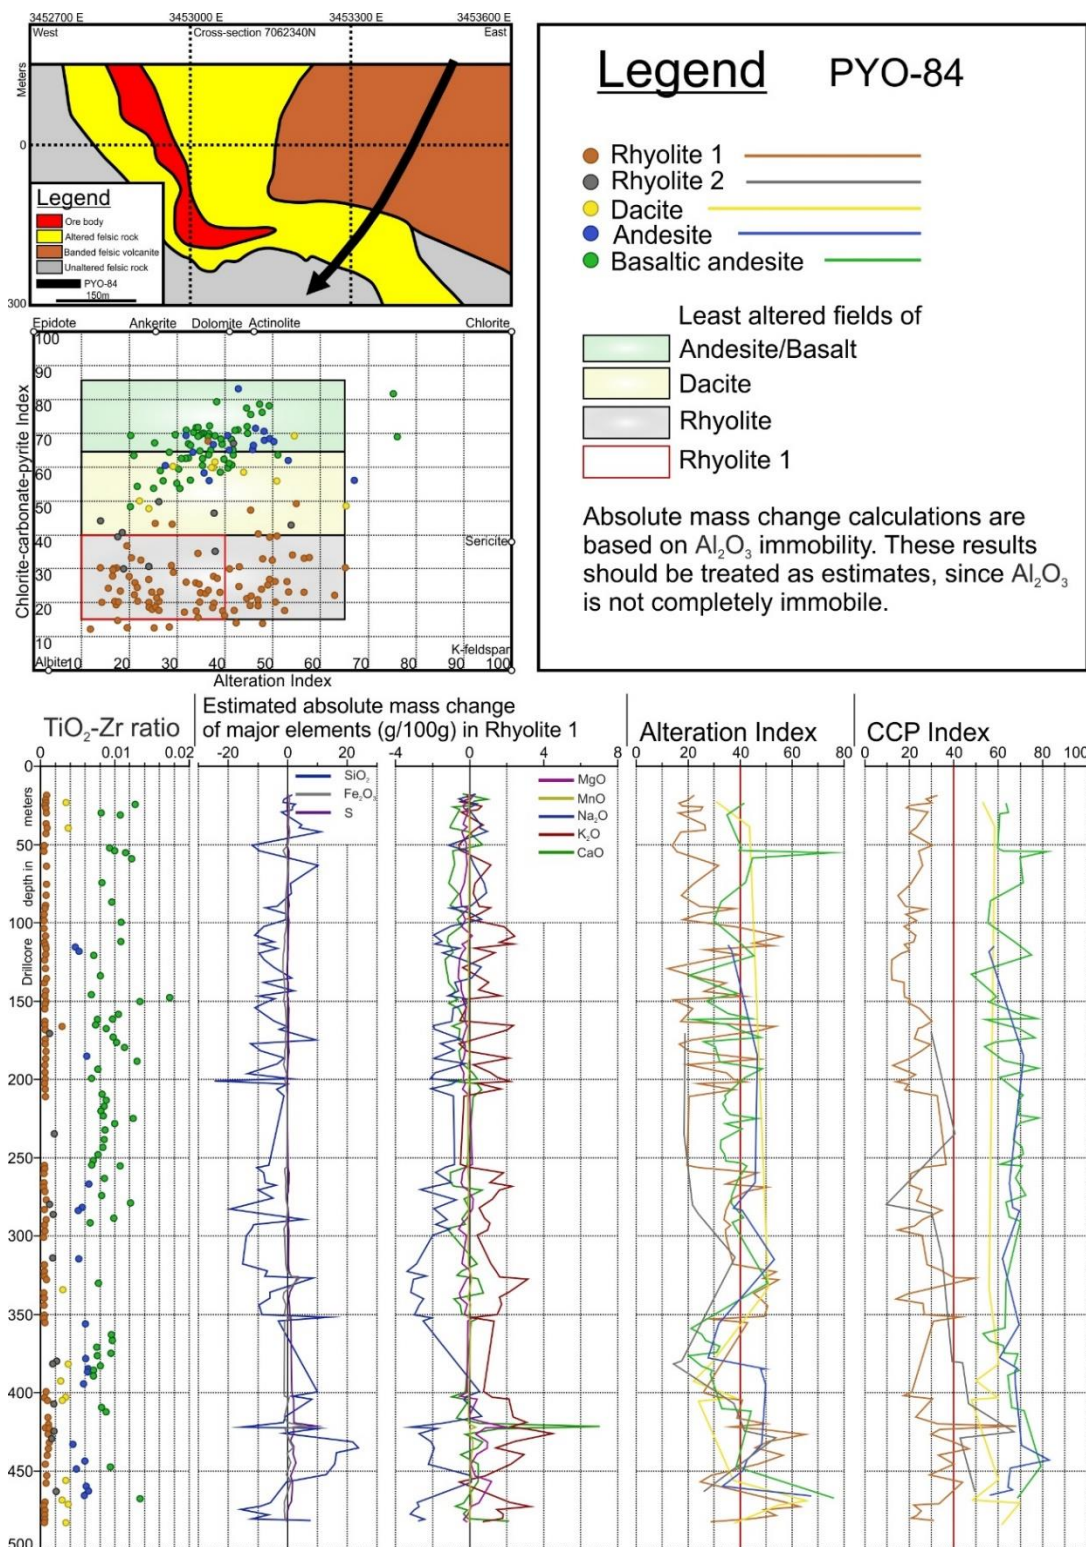 3452700 E 3453000 E 3453300 E 3453600 E
West Cross-section 7062340N East
Meters
0
300
Legend
Ore body
Altered felsic rock
Banded felsic volcanite
Unaltered felsic rock
PYO-84
150m
Legend PYO-84
Rhyolite 1
Rhyolite 2
Dacite
Andesite
Basaltic andesite
Least altered fields of
Andesite/Basalt
Dacite
Rhyolite
Rhyolite 1
Absolute mass change calculations are
based on Al₂O₃ immobility. These results
should be treated as estimates, since Al₂O₃
is not completely immobile.
Epidote Ankerite Dolomite Actinolite Chlorite
100
90
80
70
60
50
40
30
20
10
Sericite
K-feldspar
Albite 10 20 30 40 50 60 70 80 90 100
Chlorite-carbonate-pyrite Index
Alteration Index
TiO₂-Zr ratio
0 0.01 0.02
Estimated absolute mass change
of major elements (g/100g) in Rhyolite 1
-20 0 20
-4 0 4 8
SiO₂
Fe₂O₃
S
MgO
MnO
Na₂O
K₂O
CaO
Alteration Index
0 20 40 60 80
CCP Index
0 20 40 60 80 100
Drillcore depth in meters
0
50
100
150
200
250
300
350
400
450
500